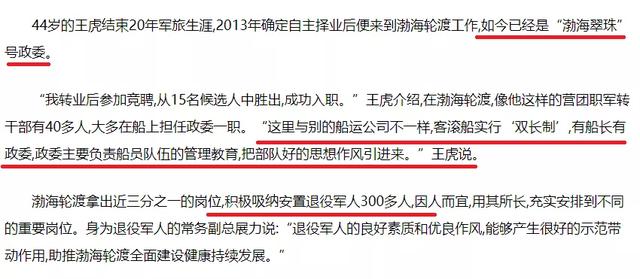 44岁的王虎结束20年军旅生涯,2013年确定自主择业后便来到渤海轮渡工作,如今已经是“渤海翠珠”
号政委。
“我转业后参加竞聘,从15名候选人中胜出,成功入职。”王虎介绍,在渤海轮渡,像他这样的营团职军转
干部有40多人,大多在船上担任政委一职。“这里与别的船运公司不一样,客滚船实行‘双长制’,有船长有
政委,政委主要负责船员队伍的管理教育,把部队好的思想作风引进来。”王虎说。
渤海轮渡拿出近三分之一的岗位,积极吸纳安置退役军人300多人,因人而宜,用其所长,充实安排到不同
的重要岗位。身为退役军人的常务副总展力说:“退役军人的良好素质和优良作风,能够产生很好的示范带
动作用,助推渤海轮渡全面建设健康持续发展。”